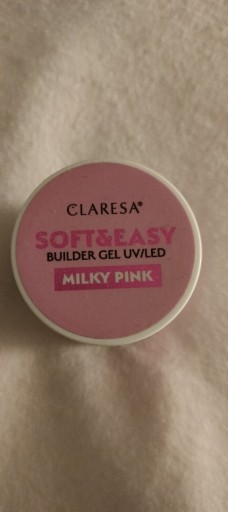 CLARESA®
SOFT&EASY
BUILDER GEL UV/LED
MILKY PINK